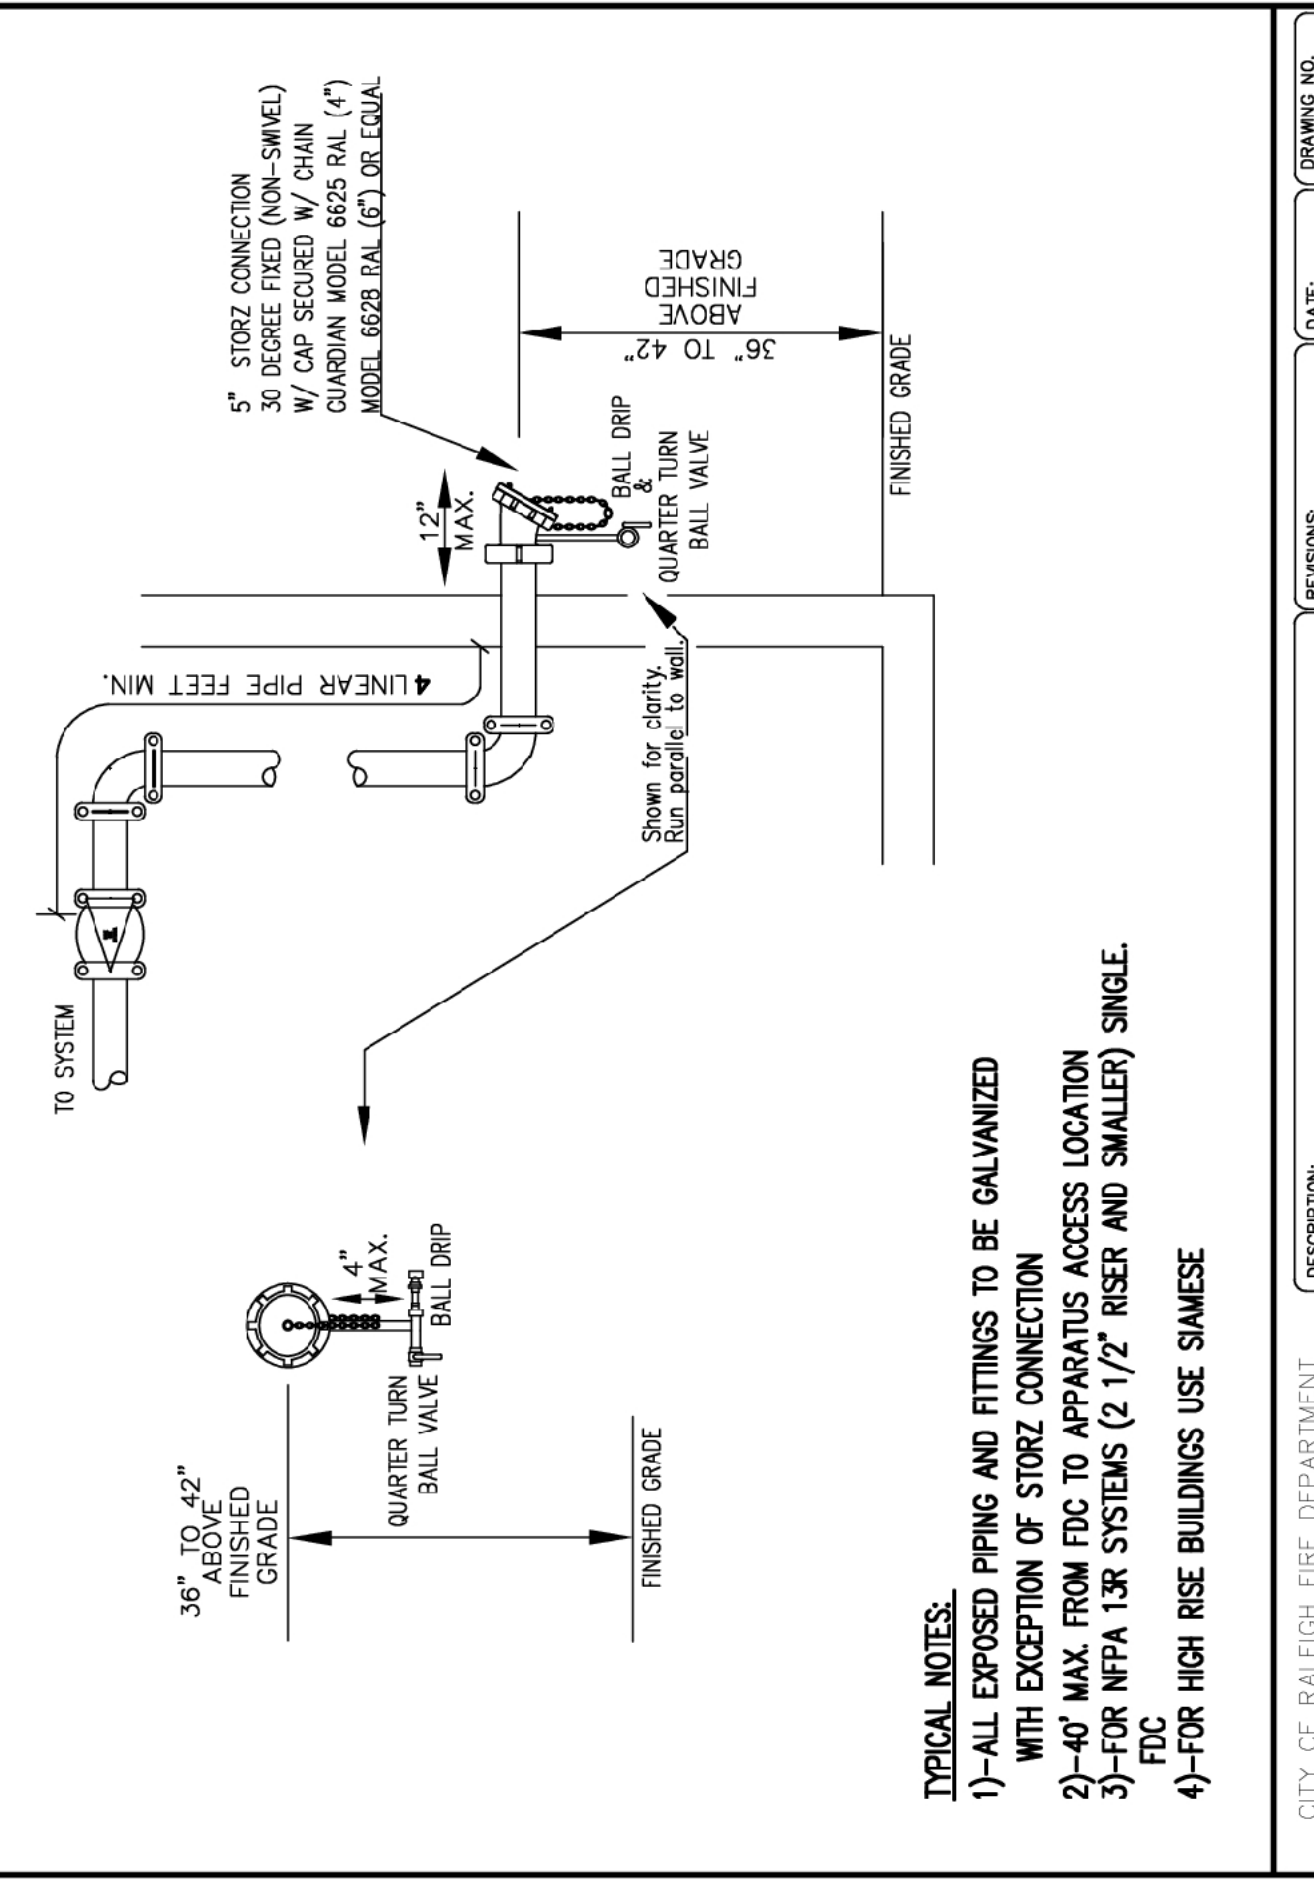 TO SYSTEM
4 LINEAR PIPE FEET MIN.
5" STORZ CONNECTION
30 DEGREE FIXED (NON-SWIVEL)
W/ CAP SECURED W/ CHAIN
GUARDIAN MODEL 6625 RAL (4")
MODEL 6628 RAL (6") OR EQUAL
12"
MAX.
36" TO 42"
ABOVE
FINISHED
GRADE
BALL DRIP
&
QUARTER TURN
BALL VALVE
FINISHED GRADE
Shown for clarity.
Run parallel to wall.
36" TO 42"
ABOVE
FINISHED
GRADE
4"
MAX.
BALL DRIP
QUARTER TURN
BALL VALVE
FINISHED GRADE
TYPICAL NOTES:
1)-ALL EXPOSED PIPING AND FITTINGS TO BE GALVANIZED
WITH EXCEPTION OF STORZ CONNECTION
2)-40' MAX. FROM FDC TO APPARATUS ACCESS LOCATION
3)-FOR NFPA 13R SYSTEMS (2 1/2" RISER AND SMALLER) SINGLE.
FDC
4)-FOR HIGH RISE BUILDINGS USE SIAMESE
CITY OF RALEIGH FIRE DEPARTMENT
DESCRIPTION:
REVISIONS:
DATE:
DRAWING NO.